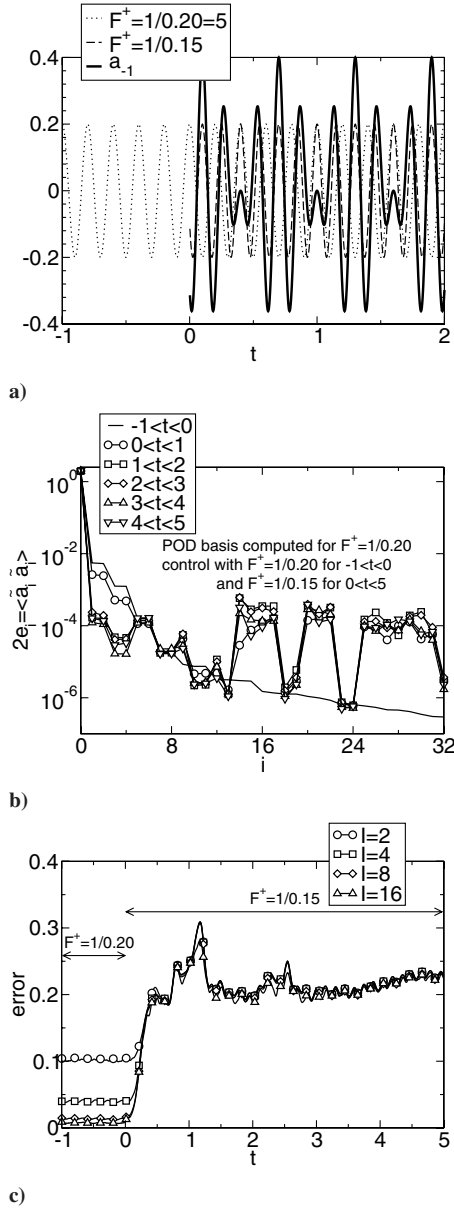 F⁺=1/0.20=5
F⁺=1/0.15
a₋₁
0.4
0.2
0
-0.2
-0.4
-1
0
1
2
t
a)
-1<t<0
0<t<1
1<t<2
2<t<3
3<t<4
4<t<5
10⁰
10⁻²
10⁻⁴
10⁻⁶
2eᵢ=<ãᵢ ãᵢ>
POD basis computed for F⁺=1/0.20
control with F⁺=1/0.20 for -1<t<0
and F⁺=1/0.15 for 0<t<5
0
8
16
24
32
i
b)
I=2
I=4
I=8
I=16
0.4
0.3
0.2
0.1
0
error
F⁺=1/0.20
F⁺=1/0.15
-1
0
1
2
3
4
5
t
c)